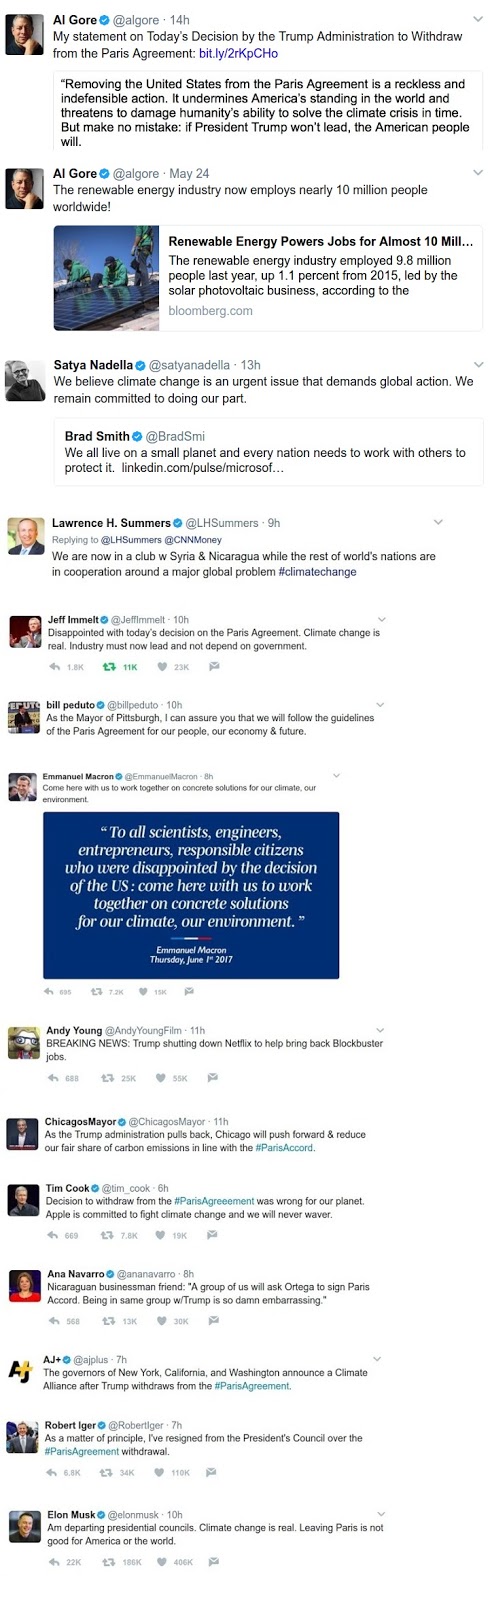 Al Gore @algore · 14h
My statement on Today's Decision by the Trump Administration to Withdraw
from the Paris Agreement: bit.ly/2rKpCHo
“Removing the United States from the Paris Agreement is a reckless and
indefensible action. It undermines America's standing in the world and
threatens to damage humanity's ability to solve the climate crisis in time.
But make no mistake: if President Trump won't lead, the American people
will.
Al Gore @algore · May 24
The renewable energy industry now employs nearly 10 million people
worldwide!
Renewable Energy Powers Jobs for Almost 10 Mill...
The renewable energy industry employed 9.8 million
people last year, up 1.1 percent from 2015, led by the
solar photovoltaic business, according to the
bloomberg.com
Satya Nadella @satyanadella · 13h
We believe climate change is an urgent issue that demands global action. We
remain committed to doing our part.
Brad Smith @BradSmi
We all live on a small planet and every nation needs to work with others to
protect it. linkedin.com/pulse/microsof…
Lawrence H. Summers @LHSummers · 9h
Replying to @LHSummers @CNNMoney
We are now in a club w Syria & Nicaragua while the rest of world's nations are
in cooperation around a major global problem #climatechange
Jeff Immelt @JeffImmelt · 10h
Disappointed with today's decision on the Paris Agreement. Climate change is
real. Industry must now lead and not depend on government.
1.8K 11K 23K
bill peduto @billpeduto · 10h
As the Mayor of Pittsburgh, I can assure you that we will follow the guidelines
of the Paris Agreement for our people, our economy & future.
Emmanuel Macron @EmmanuelMacron · 8h
Come here with us to work together on concrete solutions for our climate, our
environment.
“ To all scientists, engineers,
entrepreneurs, responsible citizens
who were disappointed by the decision
of the US : come here with us to work
together on concrete solutions
for our climate, our environment. ”
Emmanuel Macron
Thursday, June 1st 2017
695 7.2K 15K
Andy Young @AndyYoungFilm · 11h
BREAKING NEWS: Trump shutting down Netflix to help bring back Blockbuster
jobs.
688 25K 55K
ChicagosMayor @ChicagosMayor · 11h
As the Trump administration pulls back, Chicago will push forward & reduce
our fair share of carbon emissions in line with the #ParisAccord.
Tim Cook @tim_cook · 6h
Decision to withdraw from the #ParisAgreeement was wrong for our planet.
Apple is committed to fight climate change and we will never waver.
669 7.8K 19K
Ana Navarro @ananavarro · 8h
Nicaraguan businessman friend: "A group of us will ask Ortega to sign Paris
Accord. Being in same group w/Trump is so damn embarrassing."
568 13K 30K
AJ+ @ajplus · 7h
The governors of New York, California, and Washington announce a Climate
Alliance after Trump withdraws from the #ParisAgreement.
Robert Iger @RobertIger · 7h
As a matter of principle, I've resigned from the President's Council over the
#ParisAgreement withdrawal.
6.8K 34K 110K
Elon Musk @elonmusk · 10h
Am departing presidential councils. Climate change is real. Leaving Paris is not
good for America or the world.
22K 186K 406K